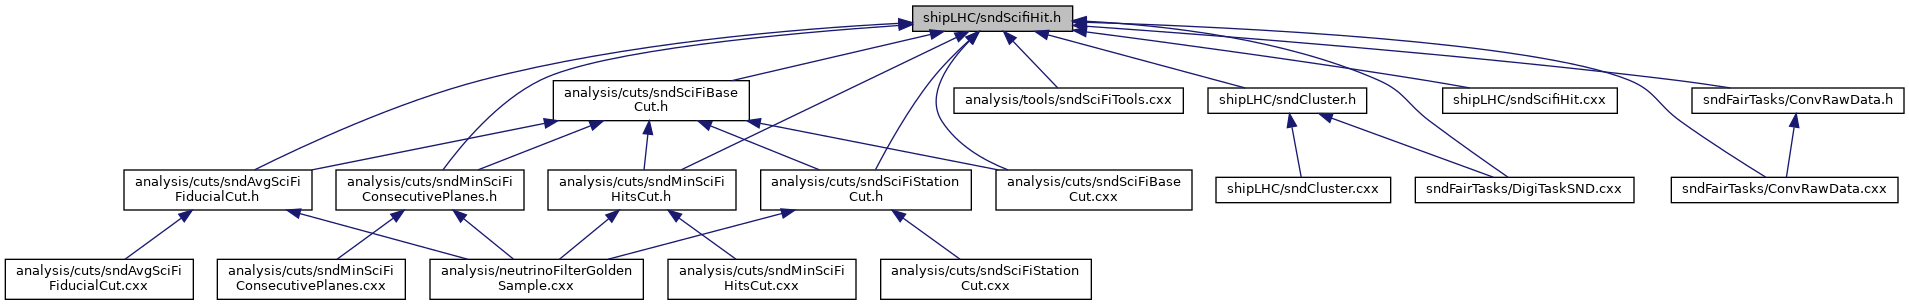 shipLHC/sndScifiHit.h
analysis/cuts/sndSciFiBase
Cut.h
analysis/tools/sndSciFiTools.cxx
shipLHC/sndCluster.h
shipLHC/sndScifiHit.cxx
sndFairTasks/ConvRawData.h
analysis/cuts/sndAvgSciFi
FiducialCut.h
analysis/cuts/sndMinSciFi
ConsecutivePlanes.h
analysis/cuts/sndMinSciFi
HitsCut.h
analysis/cuts/sndSciFiStation
Cut.h
analysis/cuts/sndSciFiBase
Cut.cxx
shipLHC/sndCluster.cxx
sndFairTasks/DigiTaskSND.cxx
sndFairTasks/ConvRawData.cxx
analysis/cuts/sndAvgSciFi
FiducialCut.cxx
analysis/cuts/sndMinSciFi
ConsecutivePlanes.cxx
analysis/neutrinoFilterGolden
Sample.cxx
analysis/cuts/sndMinSciFi
HitsCut.cxx
analysis/cuts/sndSciFiStation
Cut.cxx